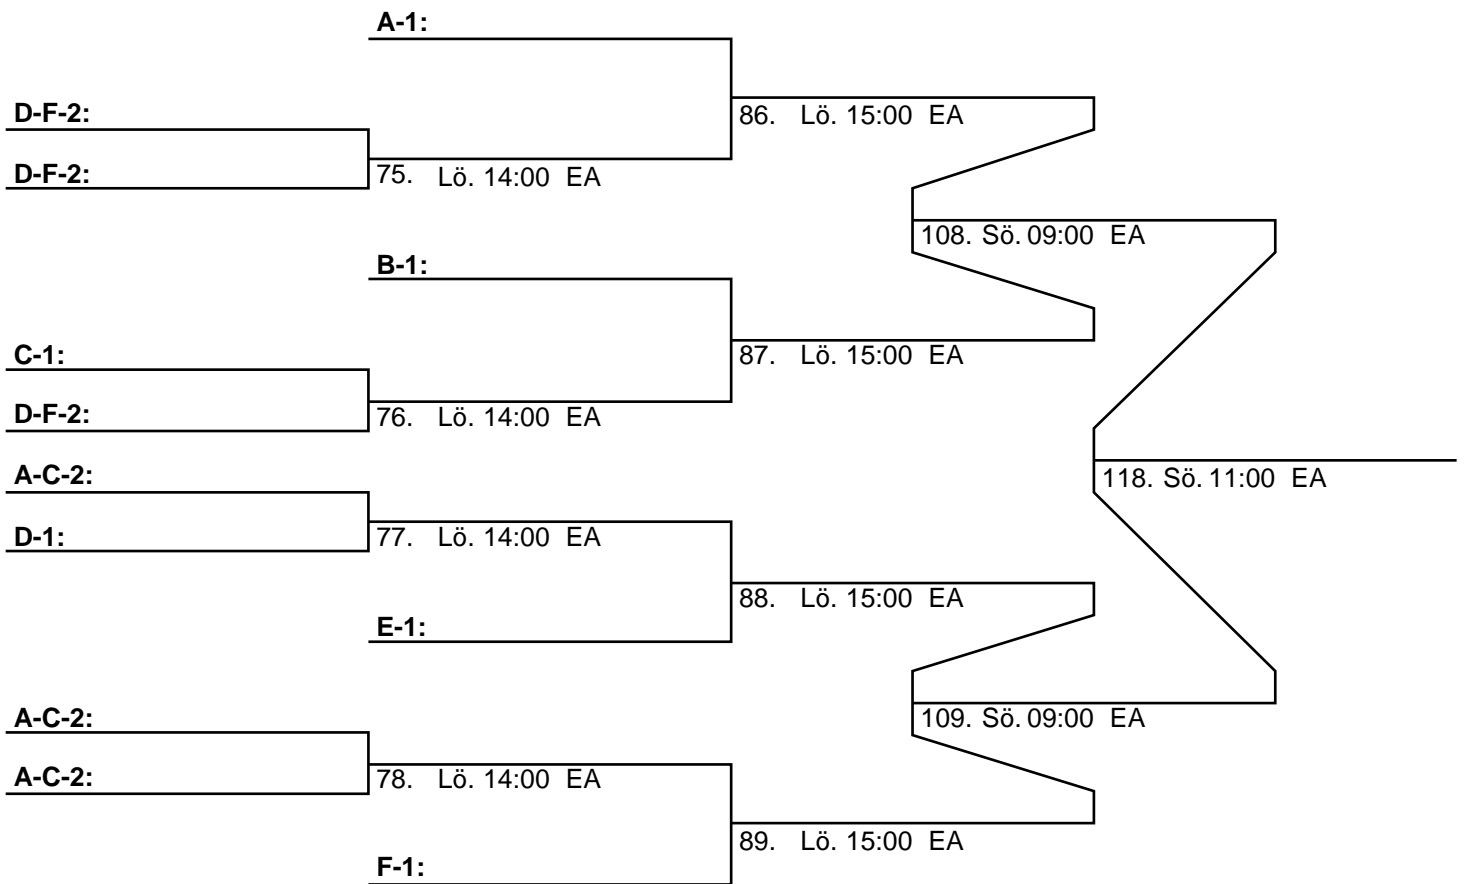 A-1:
D-F-2:
86. Lö. 15:00 EA
D-F-2:
75. Lö. 14:00 EA
108. Sö. 09:00 EA
B-1:
C-1:
87. Lö. 15:00 EA
D-F-2:
76. Lö. 14:00 EA
A-C-2:
118. Sö. 11:00 EA
D-1:
77. Lö. 14:00 EA
88. Lö. 15:00 EA
E-1:
A-C-2:
109. Sö. 09:00 EA
A-C-2:
78. Lö. 14:00 EA
89. Lö. 15:00 EA
F-1: